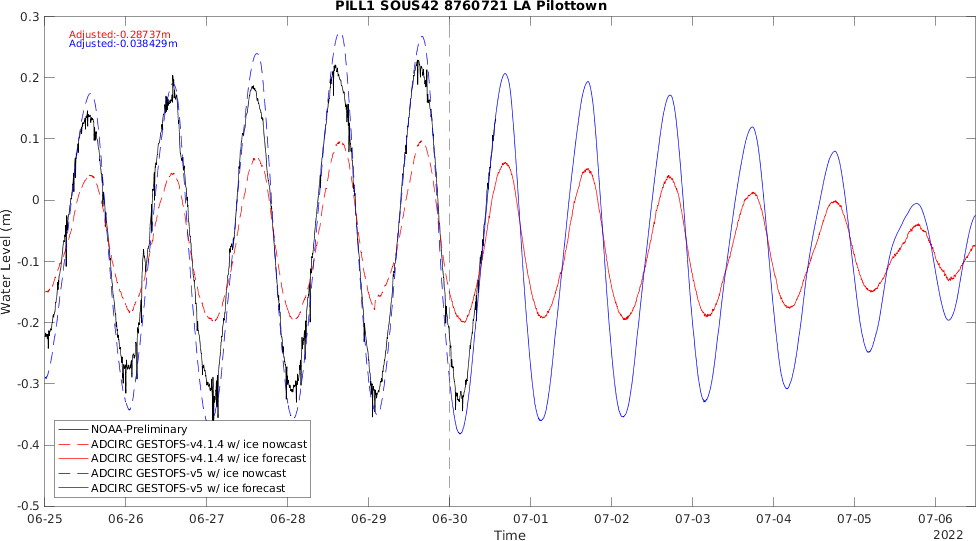 PILL1 SOUS42 8760721 LA Pilottown
Adjusted:-0.28737m
Adjusted:-0.038429m
0.3
0.2
0.1
0
-0.1
-0.2
-0.3
-0.4
-0.5
Water Level (m)
NOAA-Preliminary
ADCIRC GESTOFS-v4.1.4 w/ ice nowcast
ADCIRC GESTOFS-v4.1.4 w/ ice forecast
ADCIRC GESTOFS-v5 w/ ice nowcast
ADCIRC GESTOFS-v5 w/ ice forecast
06-25 06-26 06-27 06-28 06-29 06-30 07-01 07-02 07-03 07-04 07-05 07-06
Time
2022